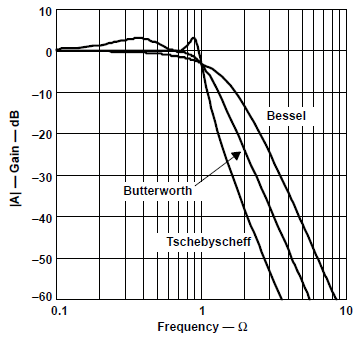 10
0
–10
–20
–30
–40
–50
–60
|A| — Gain — dB
Bessel
Butterworth
Tschebyscheff
0.1
1
10
Frequency — Ω